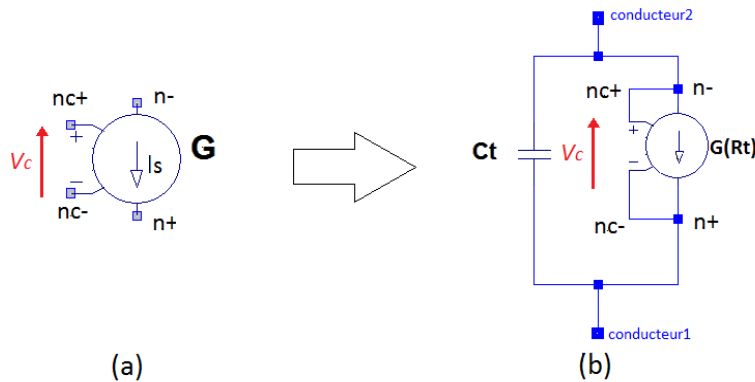 conducteur2
nc+
n-
G
+
Vc
Is
−
nc-
n+
nc+
n-
Ct
+
Vc
G(Rt)
−
nc-
n+
conducteur1
(a)
(b)